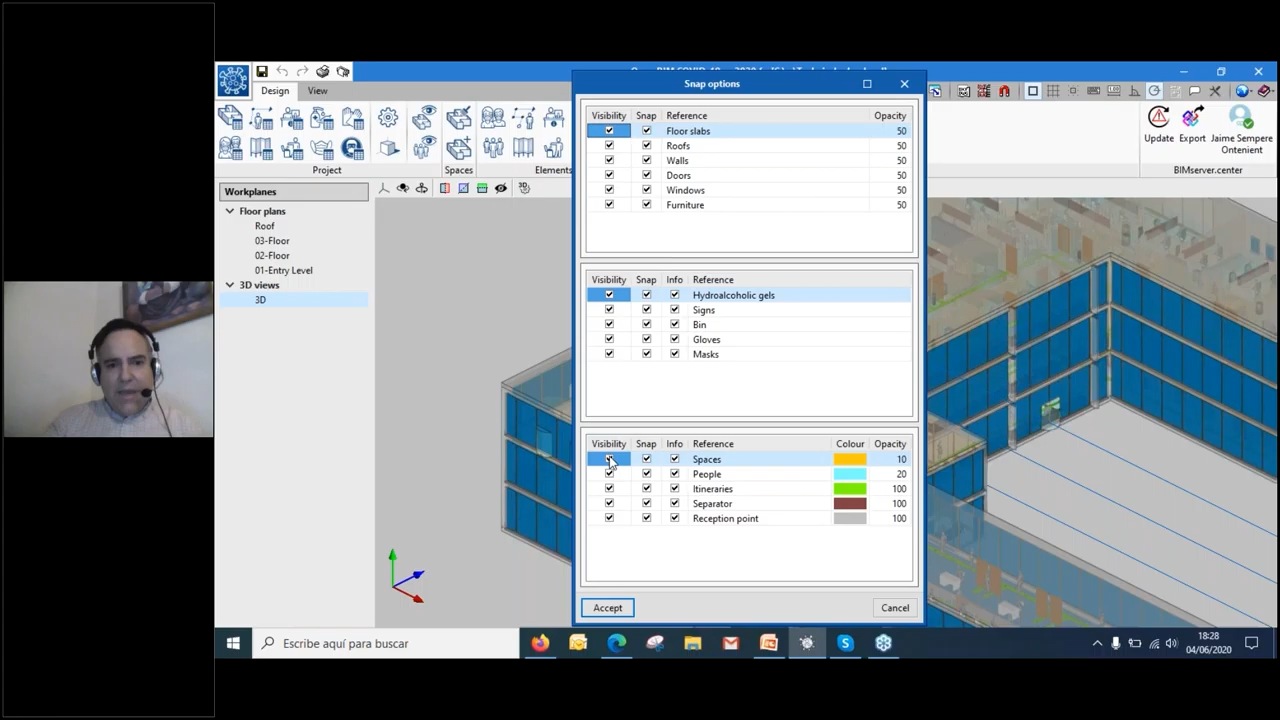 Design View
Snap options
Project
Spaces
Elements
Update Export Jaime Sempere Ontenient
BIMserver.center
Workplanes
Floor plans
Roof
03-Floor
02-Floor
01-Entry Level
3D views
3D
Visibility Snap Reference Opacity
Floor slabs 50
Roofs 50
Walls 50
Doors 50
Windows 50
Furniture 50
Visibility Snap Info Reference
Hydroalcoholic gels
Signs
Bin
Gloves
Masks
Visibility Snap Info Reference Colour Opacity
Spaces 10
People 20
Itineraries 100
Separator 100
Reception point 100
Accept Cancel
Escribe aquí para buscar
18:28
04/06/2020